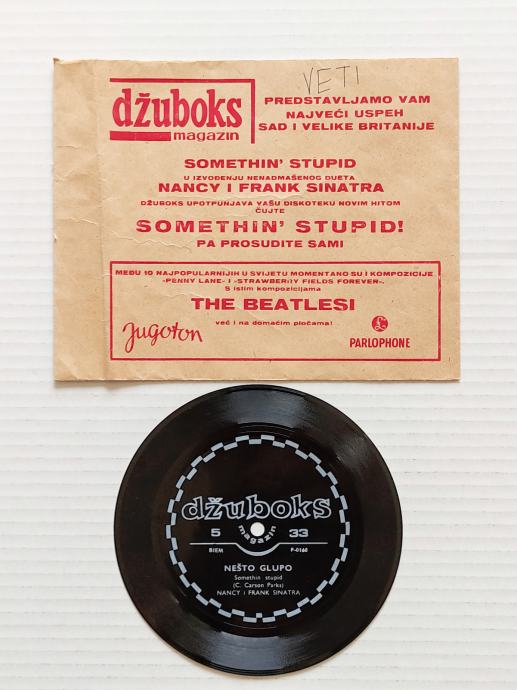 VETI
džuboks
magazin
PREDSTAVLJAMO VAM
NAJVEĆI USPEH
SAD I VELIKE BRITANIJE
SOMETHIN' STUPID
U IZVOĐENJU NENADMAŠENOG DUETA
NANCY I FRANK SINATRA
DŽUBOKS UPOTPUNJAVA VAŠU DISKOTEKU NOVIM HITOM
ČUJTE
SOMETHIN' STUPID!
PA PROSUDITE SAMI
MEĐU 10 NAJPOPULARNIJIH U SVIJETU MOMENTANO SU I KOMPOZICIJE
-PENNY LANE- I -STRAWBERRY FIELDS FOREVER-.
S istim kompozicijama
THE BEATLESI
već i na domaćim pločama!
Jugoton
PARLOPHONE
džuboks
magazin
5 33
BIEM P-0160
NEŠTO GLUPO
Somethin stupid
(C. Carson Parks)
NANCY i FRANK SINATRA